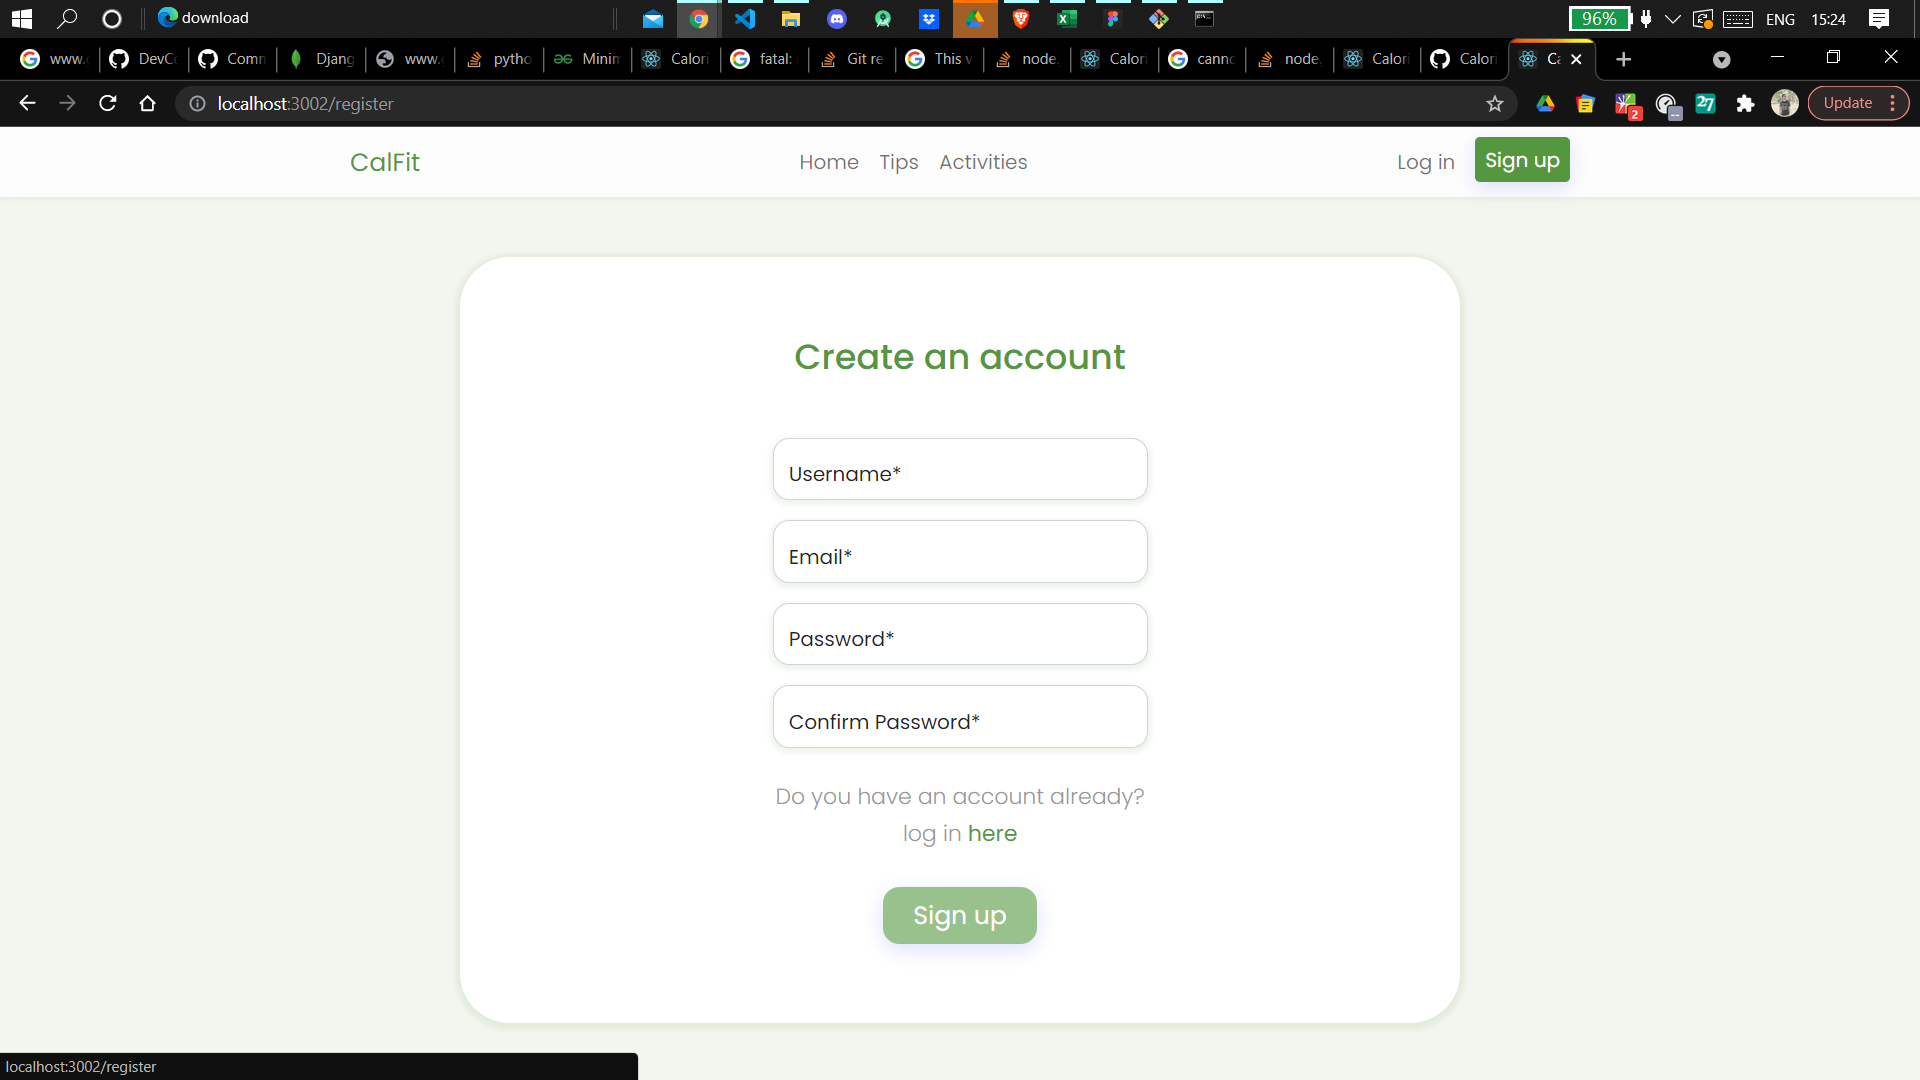 download
96%
ENG
15:24
www.
DevC
Comm
Djang
www.
pytho
Minim
Calori
fatal:
Git re
This v
node.
Calori
canno
node.
Calori
Calori
Ca
localhost:3002/register
2
27
Update
CalFit
Home
Tips
Activities
Log in
Sign up
Create an account
Username*
Email*
Password*
Confirm Password*
Do you have an account already?
log in here
Sign up
localhost:3002/register